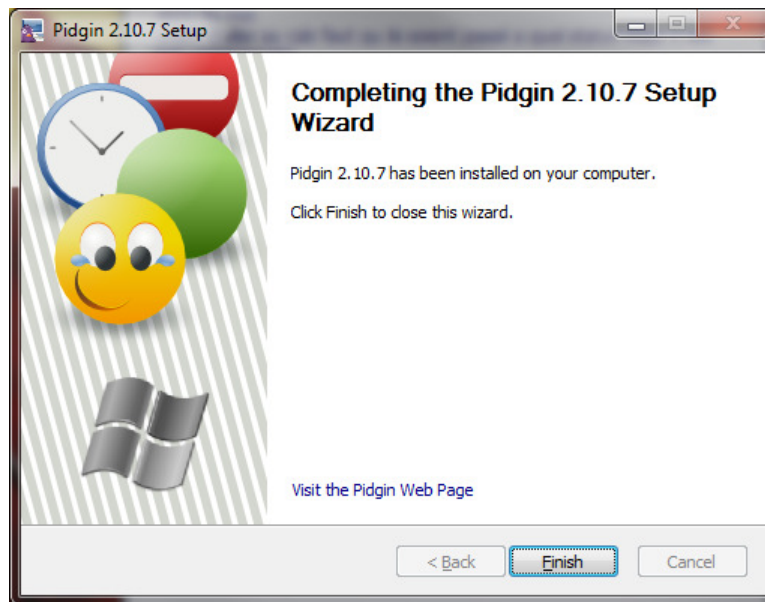 Pidgin 2.10.7 Setup
Completing the Pidgin 2.10.7 Setup
Wizard
Pidgin 2.10.7 has been installed on your computer.
Click Finish to close this wizard.
Visit the Pidgin Web Page
< Back
Finish
Cancel